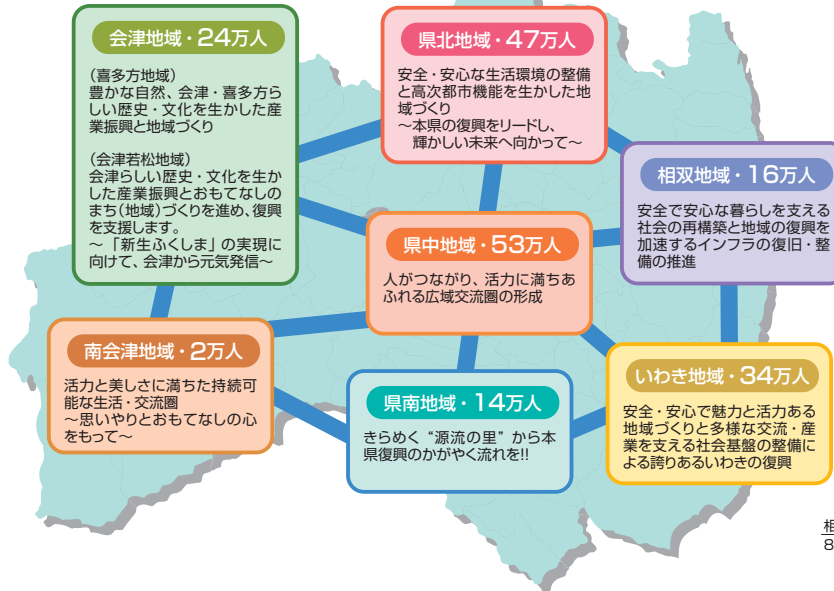 会津地域・24万人
(喜多方地域)
豊かな自然、会津・喜多方ら
しい歴史・文化を生かした産
業振興と地域づくり
(会津若松地域)
会津らしい歴史・文化を生か
した産業振興とおもてなしの
まち(地域)づくりを進め、復興
を支援します。
~「新生ふくしま」の実現に
向けて、会津から元気発信~
県北地域・47万人
安全・安心な生活環境の整備
と高次都市機能を生かした地
域づくり
~本県の復興をリードし、
輝かしい未来へ向かって~
相双地域・16万人
安全で安心な暮らしを支える
社会の再構築と地域の復興を
加速するインフラの復旧・整
備の推進
県中地域・53万人
人がつながり、活力に満ちあ
ふれる広域交流圏の形成
南会津地域・2万人
活力と美しさに満ちた持続可
能な生活・交流圏
~思いやりとおもてなしの心
をもって~
県南地域・14万人
きらめく“源流の里”から本
県復興のかがやく流れを!!
いわき地域・34万人
安全・安心で魅力と活力ある
地域づくりと多様な交流・産
業を支える社会基盤の整備に
よる誇りあるいわきの復興
8